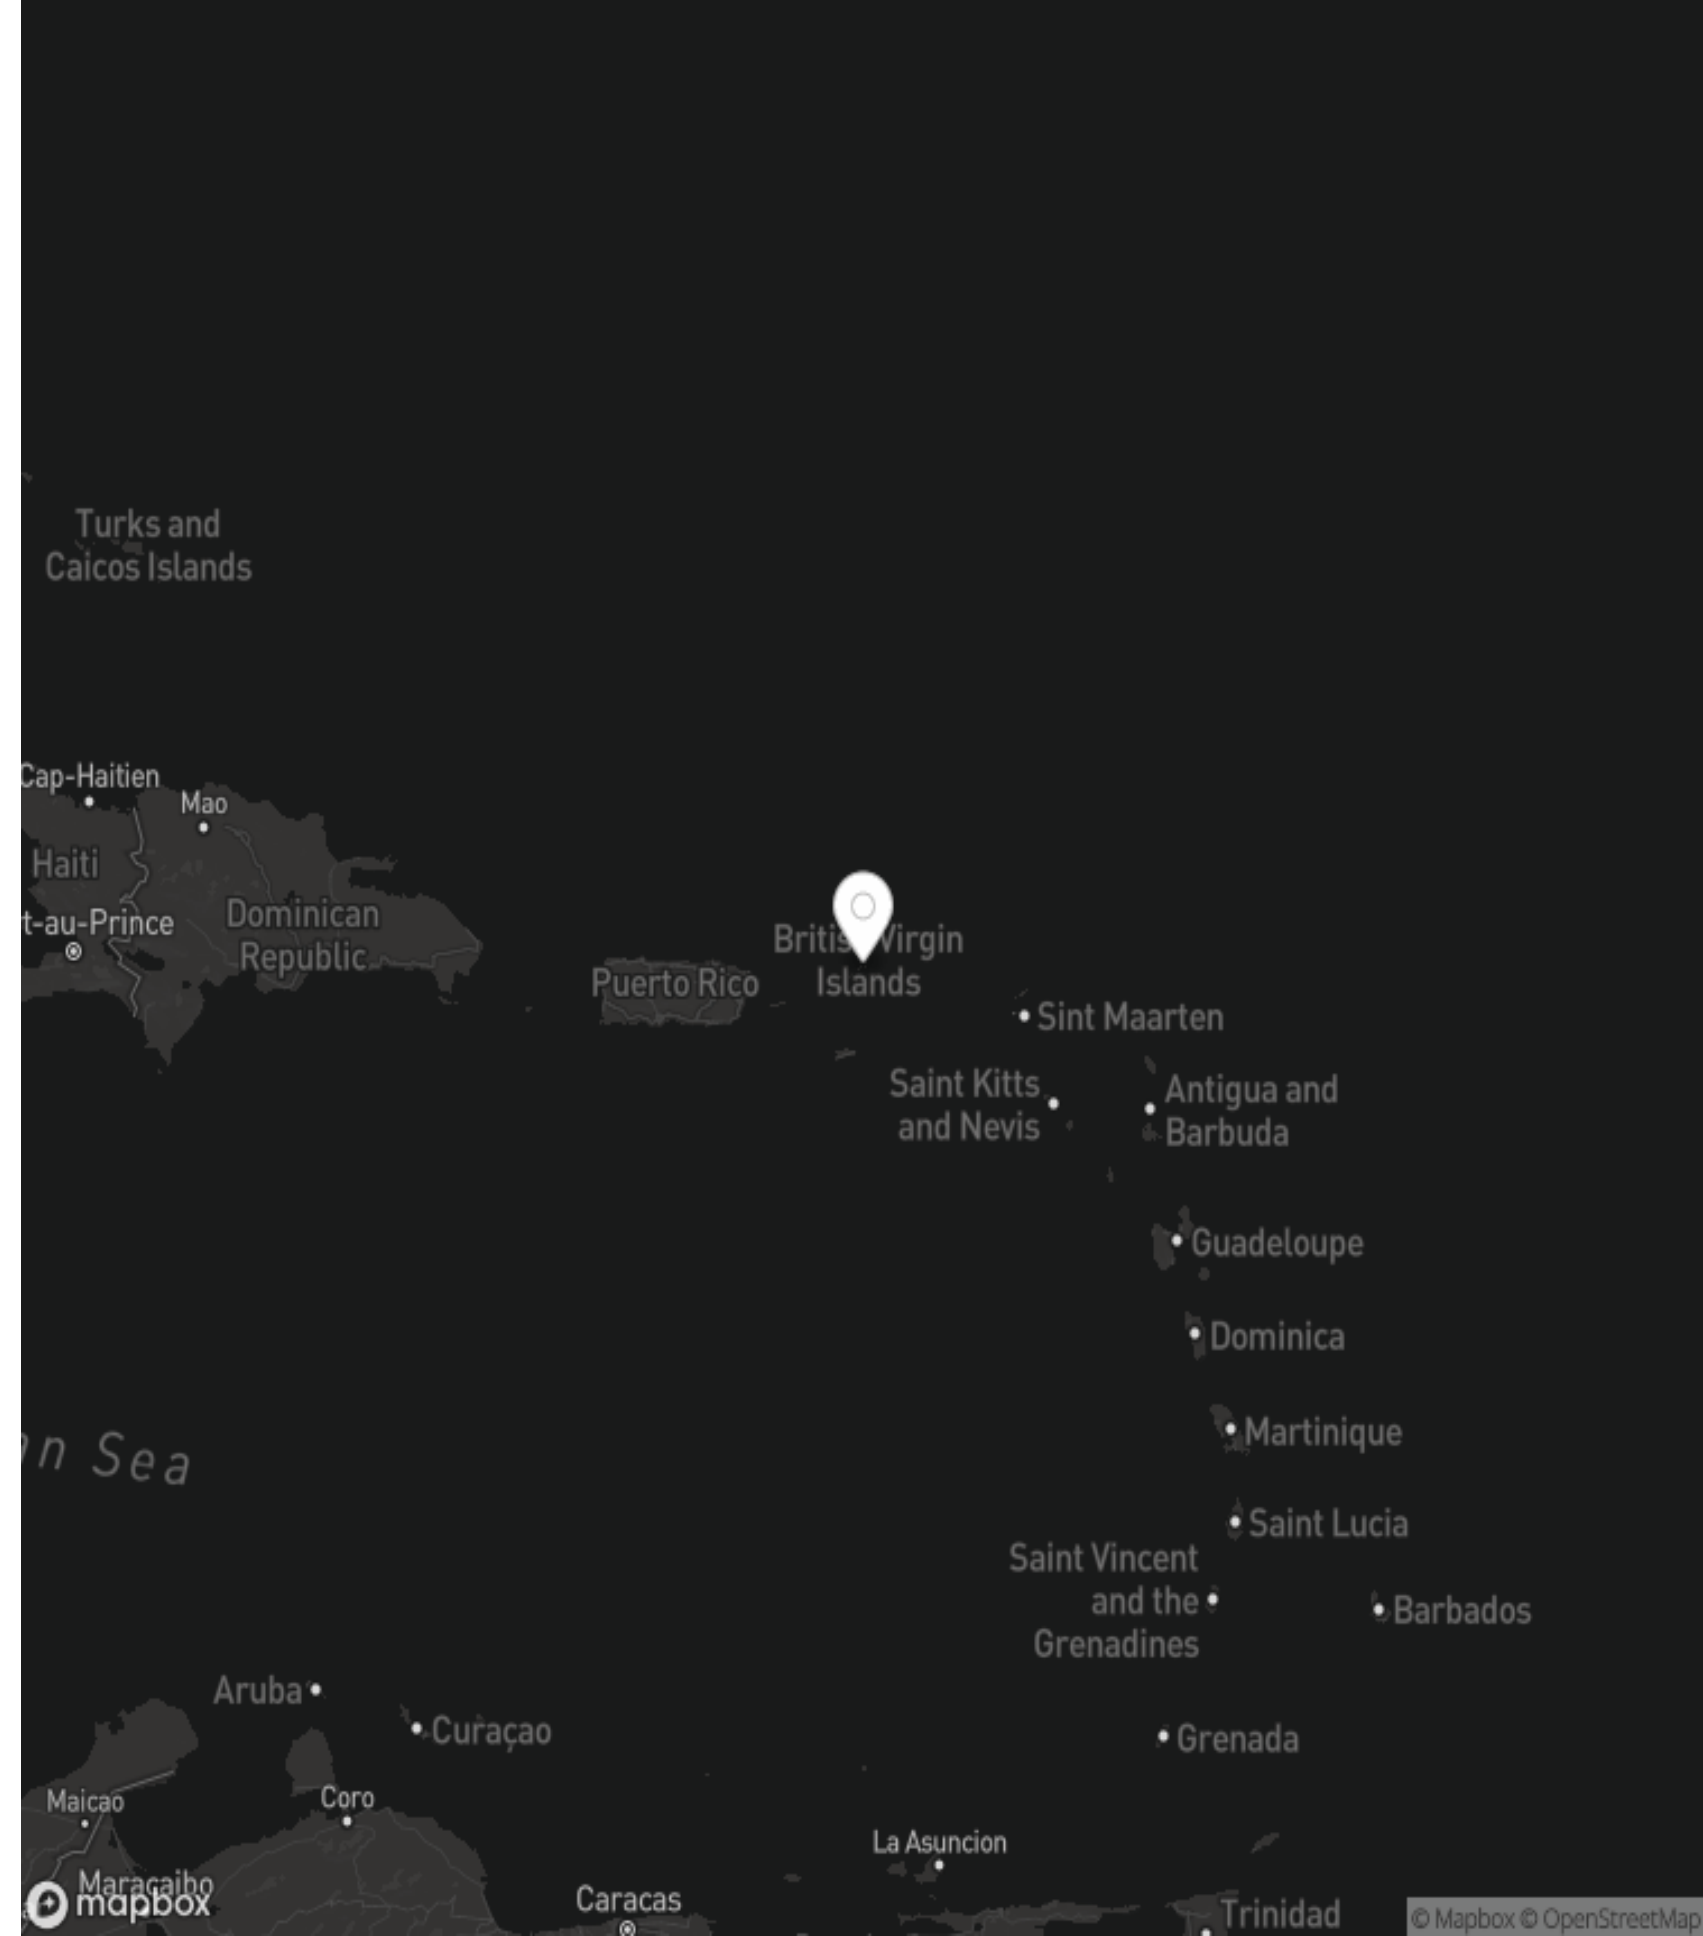 Turks and
Caicos Islands
Cap-Haitien
Mao
Haiti
t-au-Prince
Dominican
Republic
Puerto Rico
British Virgin
Islands
Sint Maarten
Saint Kitts
and Nevis
Antigua and
Barbuda
Guadeloupe
Dominica
Martinique
n Sea
Saint Lucia
Saint Vincent
and the
Grenadines
Barbados
Aruba
Curaçao
Grenada
Maicao
Coro
La Asuncion
Maracaibo
mapbox
Caracas
Trinidad
© Mapbox © OpenStreetMap